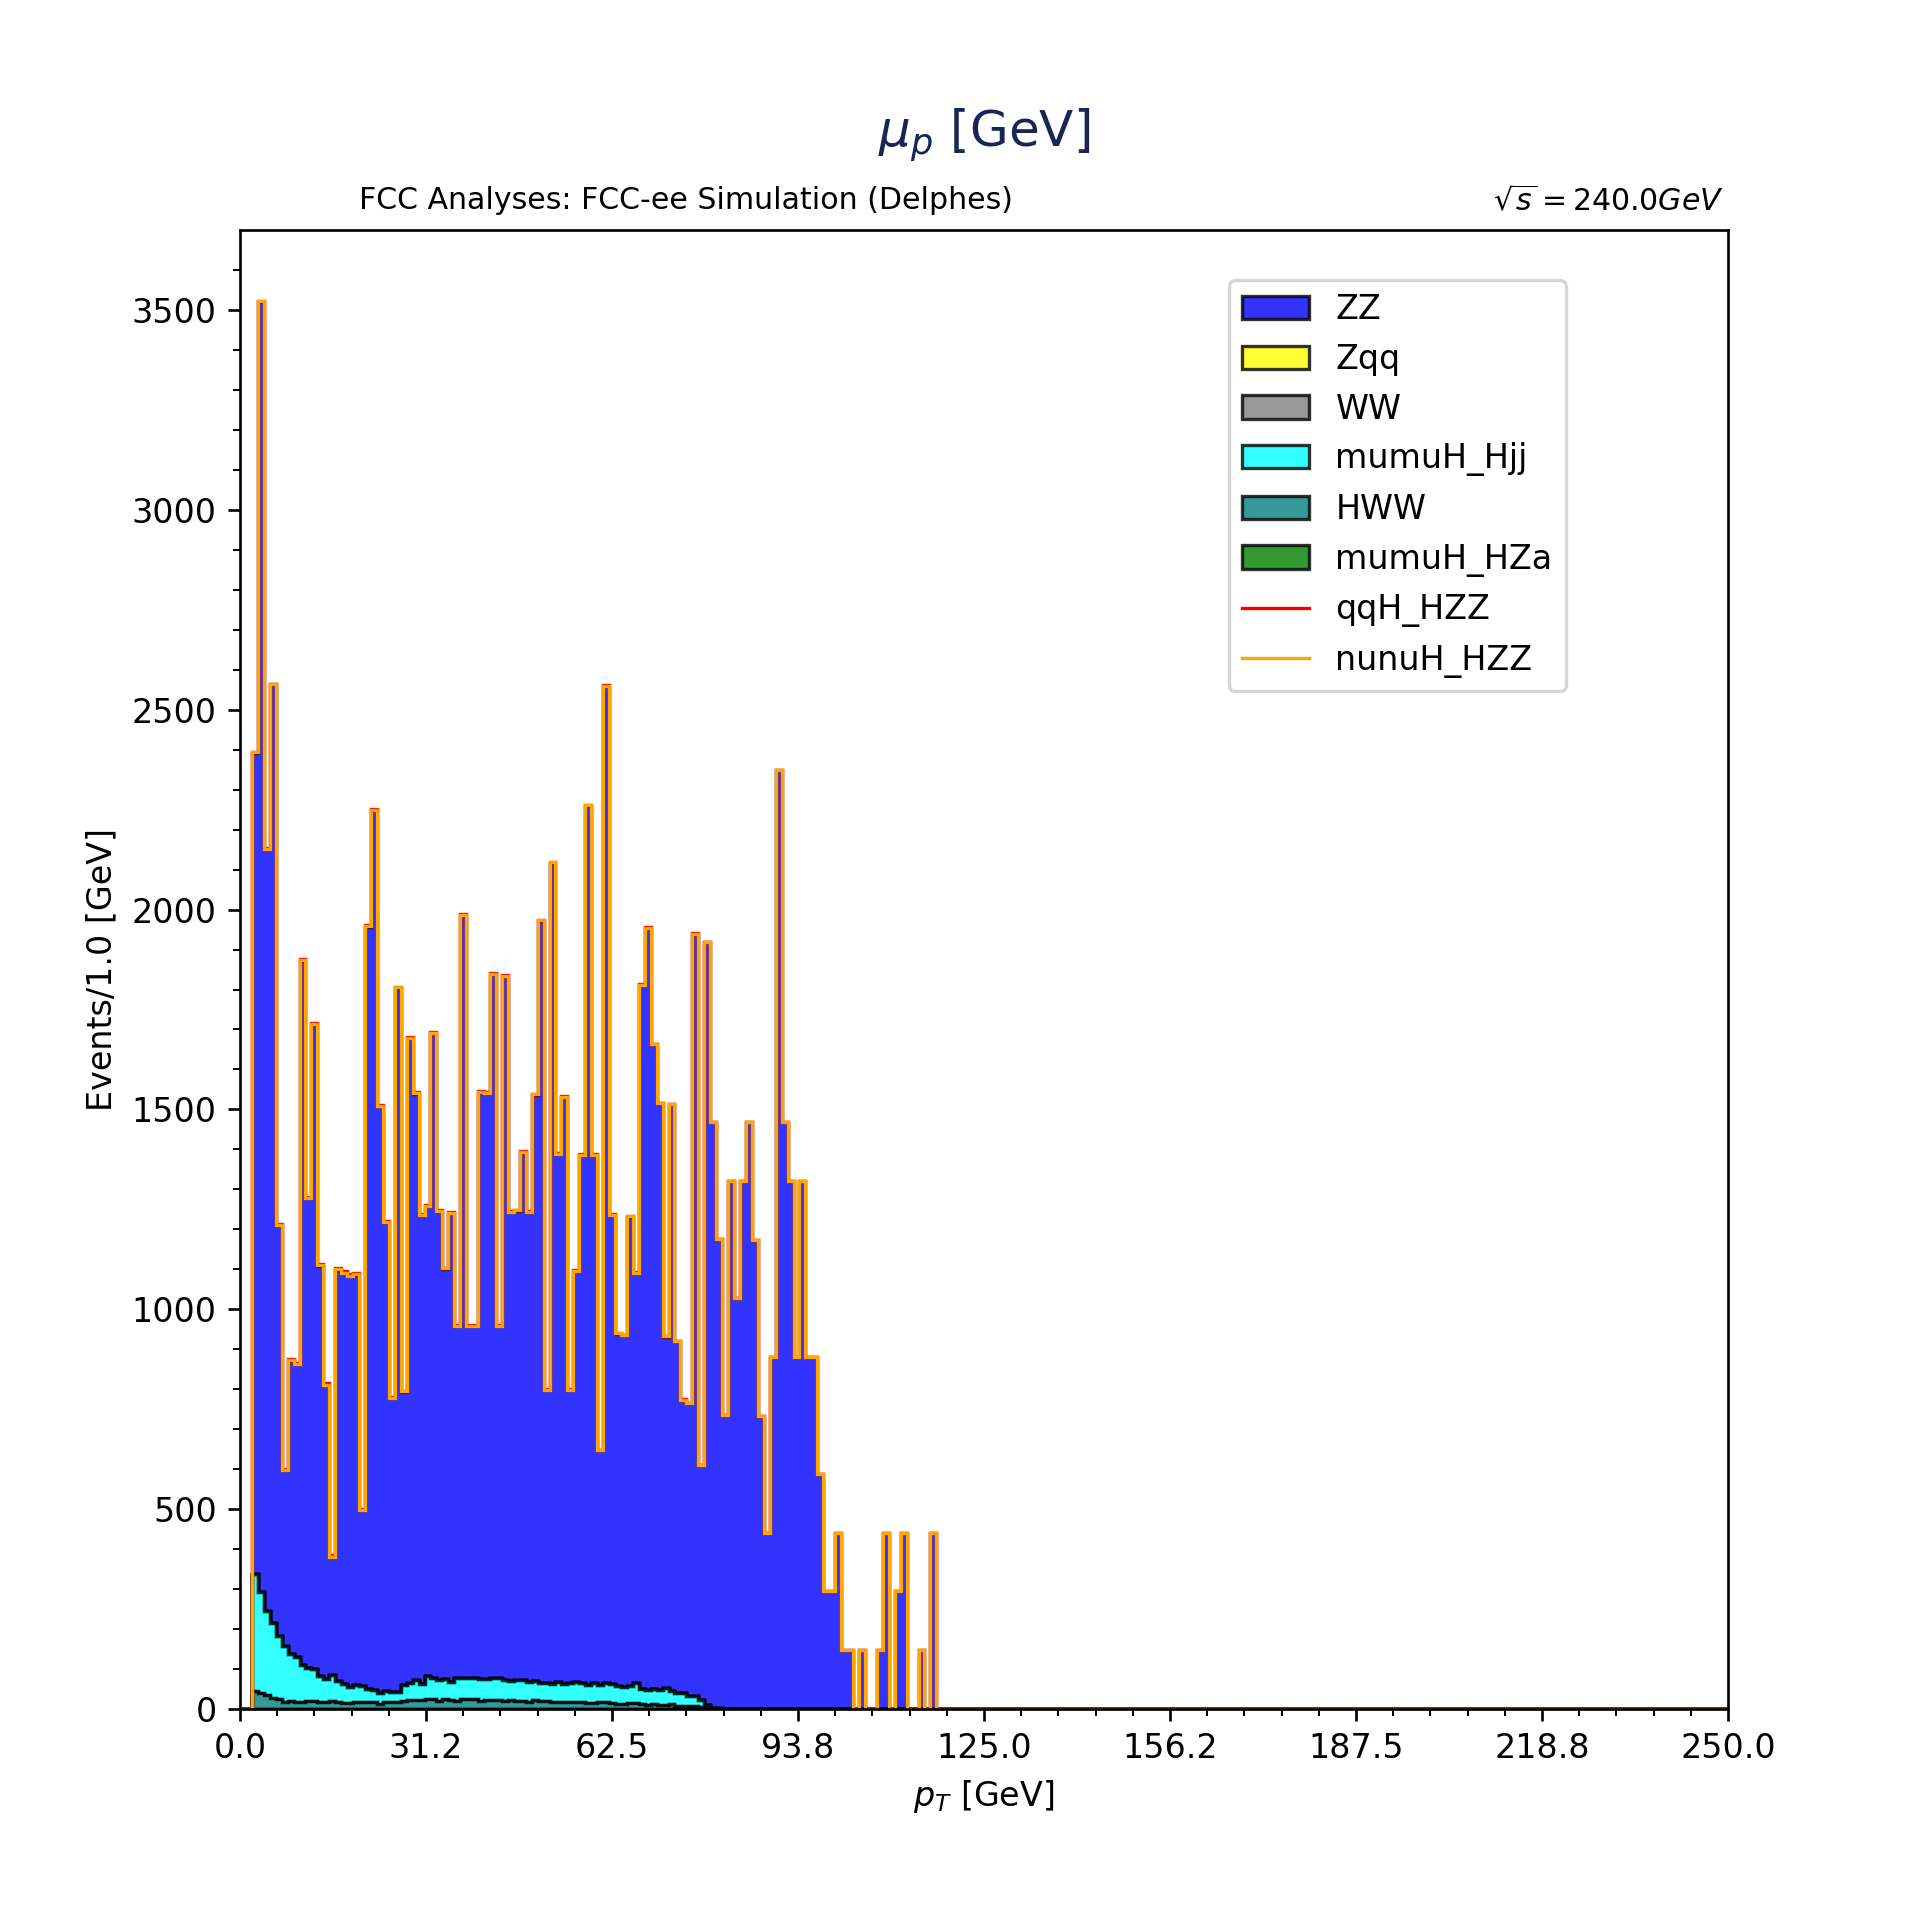 μp [GeV]
FCC Analyses: FCC-ee Simulation (Delphes)
√s = 240.0GeV
ZZ
Zqq
WW
mumuH_Hjj
HWW
mumuH_HZa
qqH_HZZ
nunuH_HZZ
Events/1.0 [GeV]
3500
3000
2500
2000
1500
1000
500
0
0.0 31.2 62.5 93.8 125.0 156.2 187.5 218.8 250.0
pT [GeV]